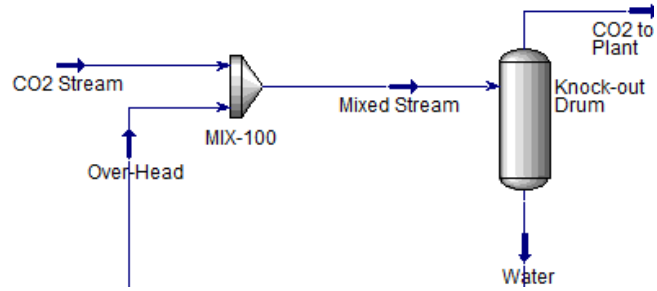 CO2 to
Plant
CO2 Stream
Mixed Stream
Knock-out
Drum
MIX-100
Over-Head
Water